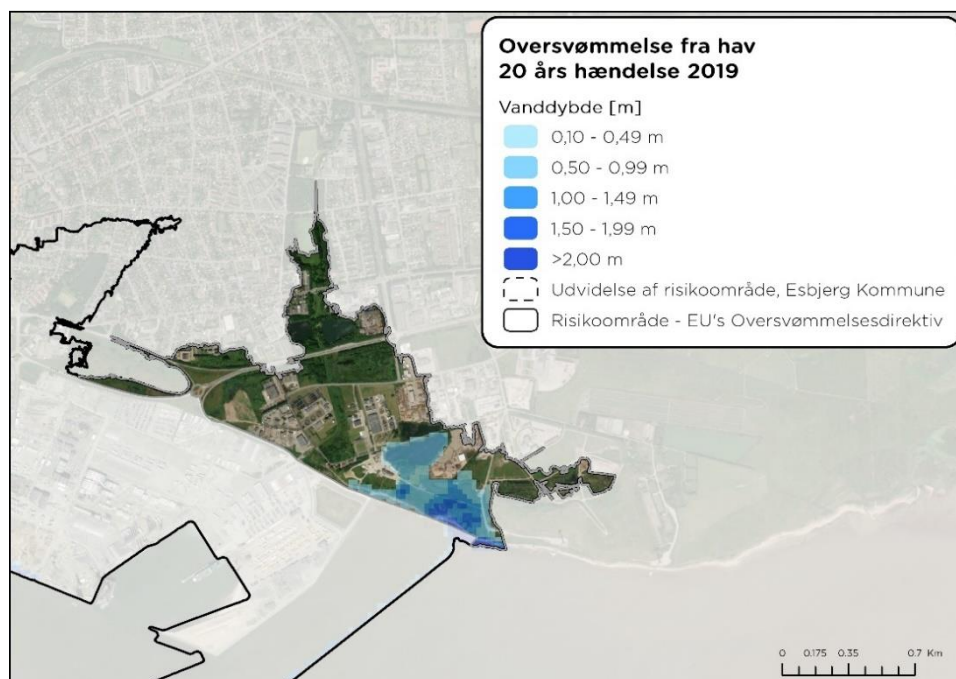 Oversvømmelse fra hav
20 års hændelse 2019
Vanddybde [m]
0,10 - 0,49 m
0,50 - 0,99 m
1,00 - 1,49 m
1,50 - 1,99 m
>2,00 m
Udvidelse af risikoområde, Esbjerg Kommune
Risikoområde - EU's Oversvømmelsesdirektiv
0 0.175 0.35 0.7 Km